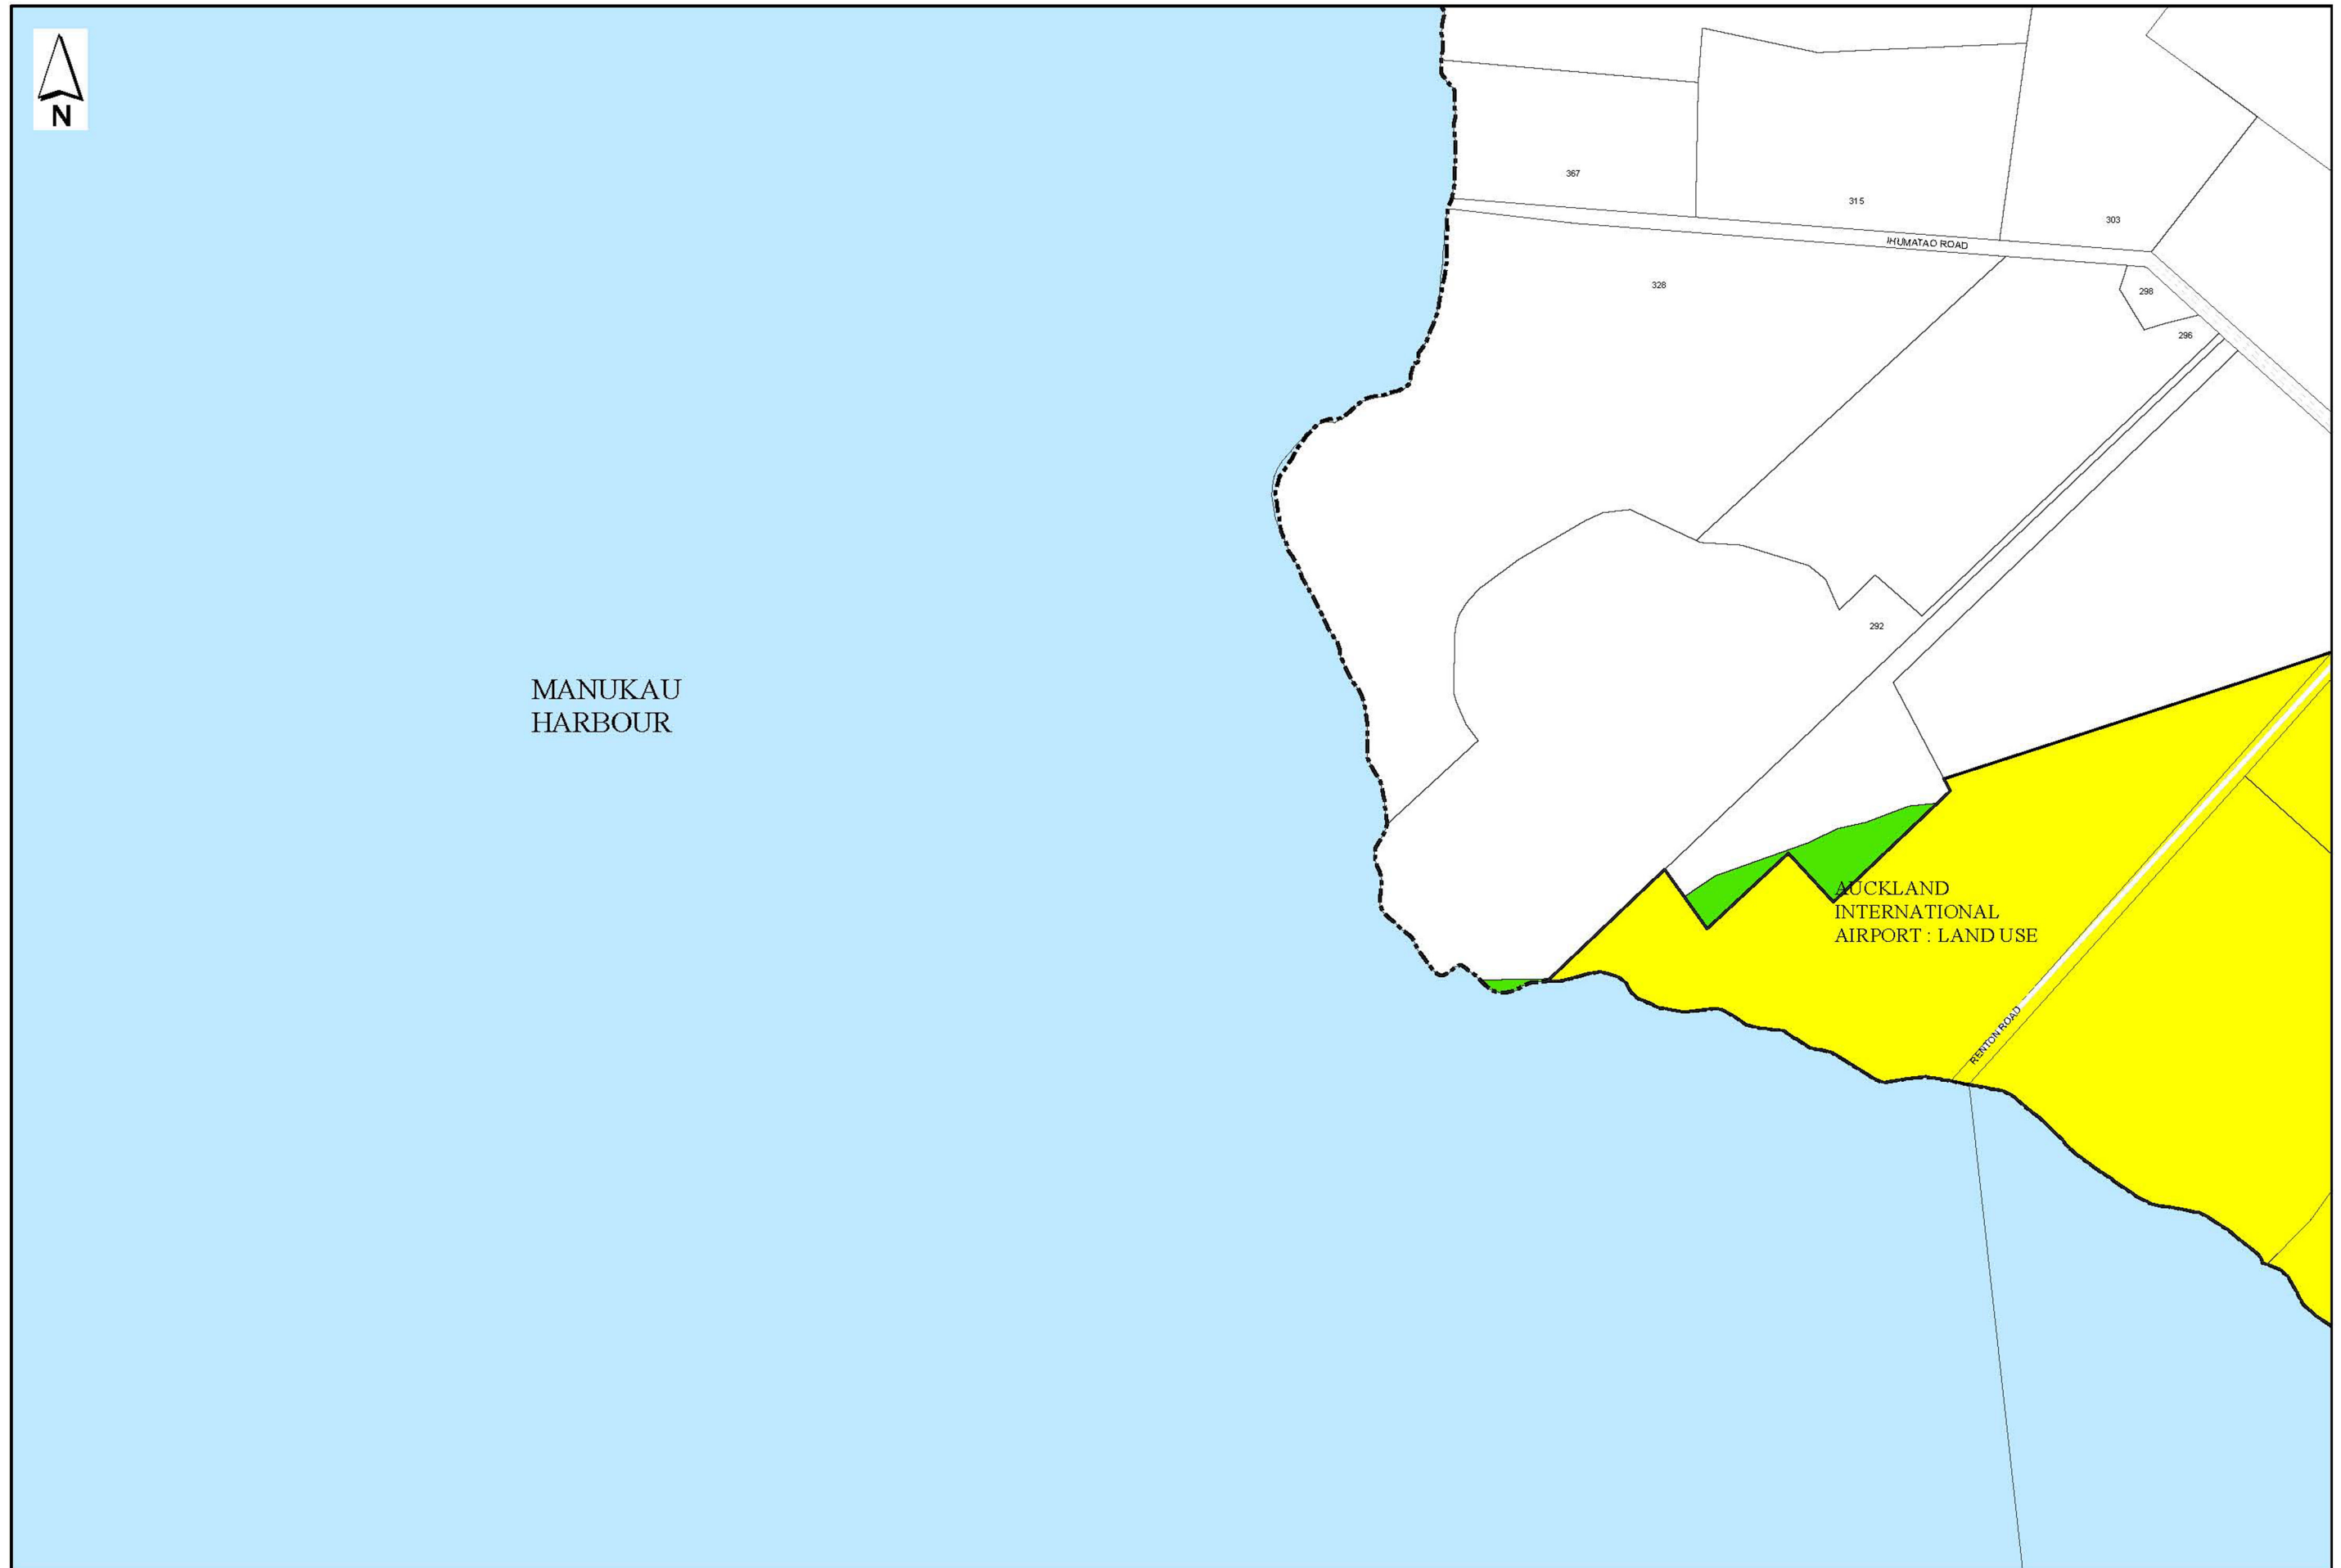 N
367
315
303
IHUMATAO ROAD
328
298
296
292
MANUKAU
HARBOUR
AUCKLAND
INTERNATIONAL
AIRPORT : LAND USE
RENTON ROAD